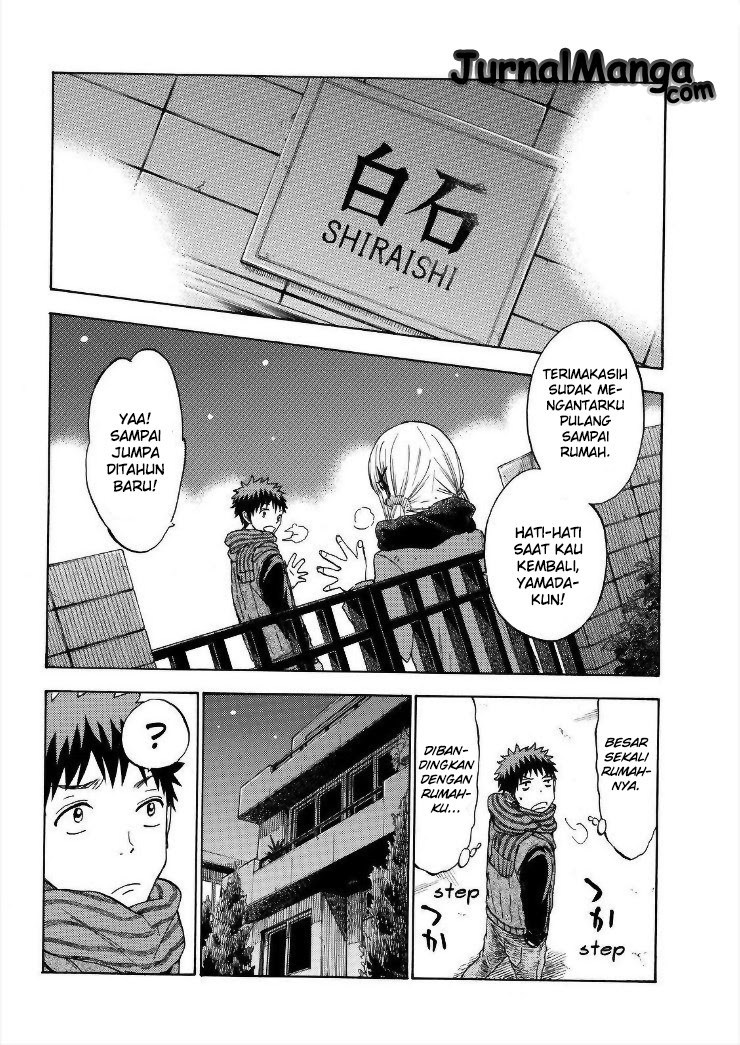 JurnalManga
.com
白石
SHIRAISHI
TERIMAKASIH
SUDAK ME-
NGANTARKU
PULANG
SAMPAI
RUMAH.
HATI-HATI
SAAT KAU
KEMBALI,
YAMADA-
KUN!
YAA!
SAMPAI
JUMPA
DITAHUN
BARU!
BESAR
SEKALI
RUMAH-
NYA.
DIBAN-
DINGKAN
DENGAN
RUMAH-
KU...
つか
step
つか
step
?